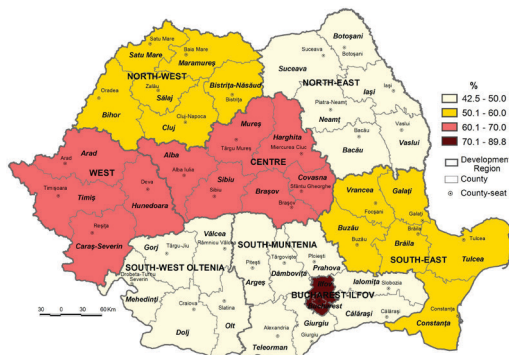 Satu Mare
Satu Mare
Baia Mare
Maramureș
NORTH-WEST
Oradea
Zalău
Sălaj
Bistrița-Năsăud
Bistrița
Bihor
Cluj-Napoca
Cluj
Botoșani
Suceava
Botoșani
Suceava
NORTH-EAST
Iași
Iași
Piatra-Neamț
Neamț
Bacău
Vaslui
Vaslui
Bacău
%
42.5 - 50.0
50.1 - 60.0
60.1 - 70.0
70.1 - 89.8
Developmen
Region
County
County-seat
Arad
Arad
WEST
Timișoara
Timiș
Deva
Hunedoara
Reșița
Caraș-Severin
Mureș
Harghita
Miercurea Ciuc
Târgu Mureș
Alba
Alba Iulia
CENTRE
Sibiu
Sibiu
Covasna
Sfântu Gheorghe
Brașov
Brașov
Vrancea
Galați
Focșani
Galați
Buzău
Buzău
Brăila
Brăila
SOUTH-EAST
Tulcea
Tulcea
Constanța
Constanța
Vâlcea
Râmnicu Vâlcea
Gorj
Târgu-Jiu
SOUTH-WEST OLTENIA
Drobeta-Turnu
Severin
Mehedinți
Craiova
Slatina
Dolj
Olt
SOUTH-MUNTENIA
Pitești
Târgoviște
Ploiești
Argeș
Dâmbovița
Prahova
Ialomița
Slobozia
BUCHAREST-ILFOV
Călărași
Călărași
Giurgiu
Giurgiu
Alexandria
Teleorman
30 0 30 60 Km